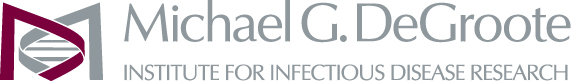 Michael G. DeGroote
INSTITUTE FOR INFECTIOUS DISEASE RESEARCH